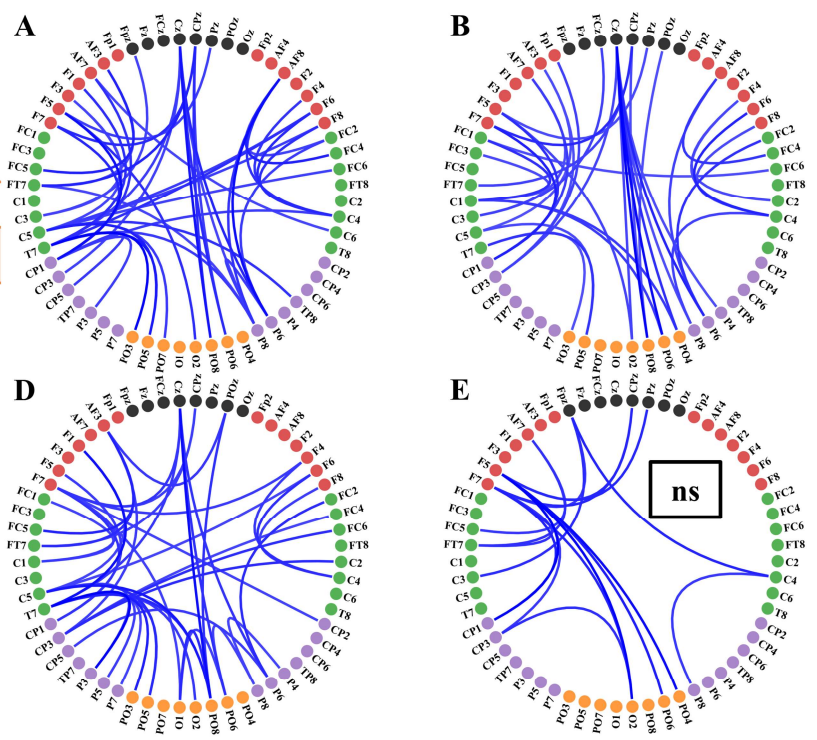 A
Fpz
Fz
FCz
Cz
CPz
Pz
POz
Oz
Fp2
AF4
AF8
F2
F4
F6
F8
FC2
FC4
FC6
FT8
C2
C4
C6
T8
CP2
CP4
CP6
TP8
P4
P6
P8
PO4
PO6
PO8
O2
O1
PO7
PO5
PO3
P7
P5
P3
TP7
CP5
CP3
CP1
T7
C5
C3
C1
FT7
FC5
FC3
FC1
F7
F5
F3
F1
AF7
AF3
Fp1
B
Fpz
Fz
FCz
Cz
CPz
Pz
POz
Oz
Fp2
AF4
AF8
F2
F4
F6
F8
FC2
FC4
FC6
FT8
C2
C4
C6
T8
CP2
CP4
CP6
TP8
P4
P6
P8
PO4
PO6
PO8
O2
O1
PO7
PO5
PO3
P7
P5
P3
TP7
CP5
CP3
CP1
T7
C5
C3
C1
FT7
FC5
FC3
FC1
F7
F5
F3
F1
AF7
AF3
Fp1
D
Fpz
Fz
FCz
Cz
CPz
Pz
POz
Oz
Fp2
AF4
AF8
F2
F4
F6
F8
FC2
FC4
FC6
FT8
C2
C4
C6
T8
CP2
CP4
CP6
TP8
P4
P6
P8
PO4
PO6
PO8
O2
O1
PO7
PO5
PO3
P7
P5
P3
TP7
CP5
CP3
CP1
T7
C5
C3
C1
FT7
FC5
FC3
FC1
F7
F5
F3
F1
AF7
AF3
Fp1
E
Fpz
Fz
FCz
Cz
CPz
Pz
POz
Oz
Fp2
AF4
AF8
F2
F4
F6
F8
FC2
FC4
FC6
FT8
C2
C4
C6
T8
CP2
CP4
CP6
TP8
P4
P6
P8
PO4
PO6
PO8
O2
O1
PO7
PO5
PO3
P7
P5
P3
TP7
CP5
CP3
CP1
T7
C5
C3
C1
FT7
FC5
FC3
FC1
F7
F5
F3
F1
AF7
AF3
Fp1
ns